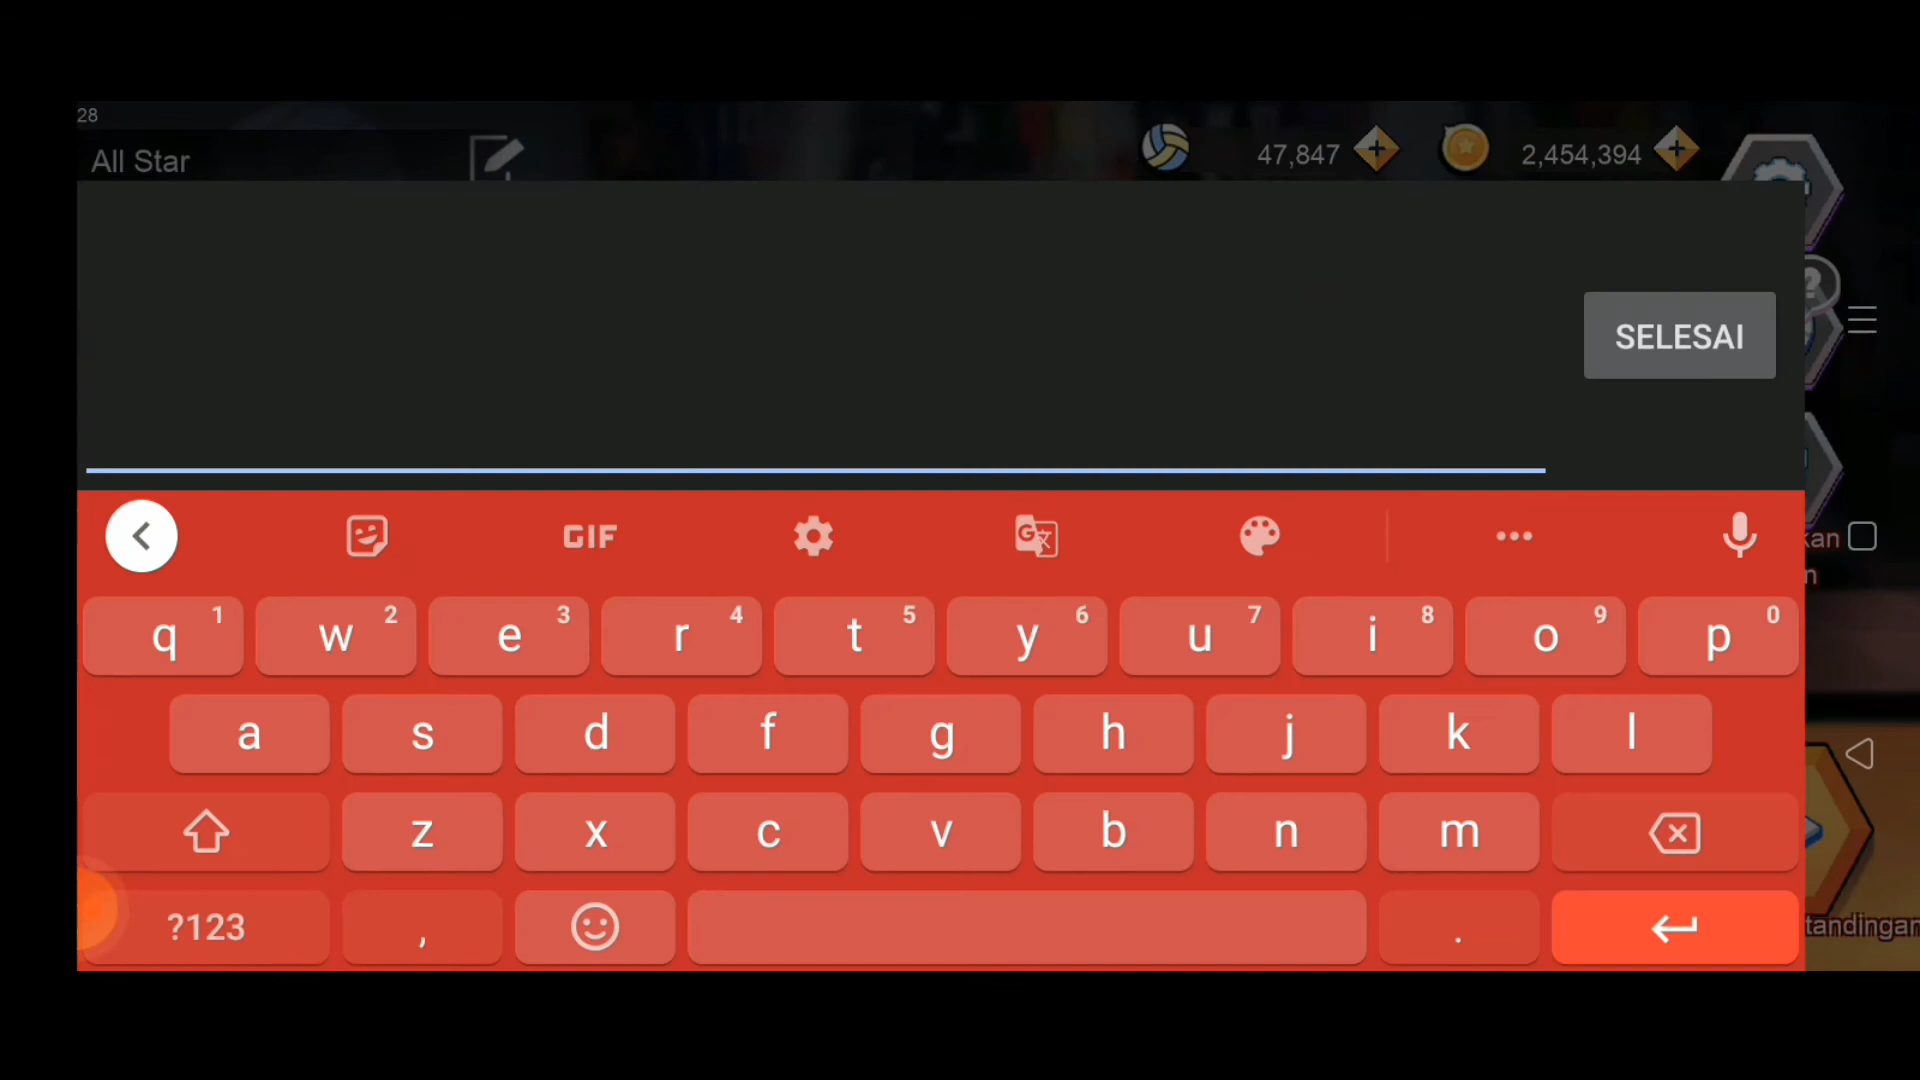 28
All Star
47,847
2,454,394
?
SELESAI
GIF
G
kan
n
q 1 w 2 e 3 r 4 t 5 y 6 u 7 i 8 o 9 p 0
a s d f g h j k l
z x c v b n m
?123 , .
tandingan